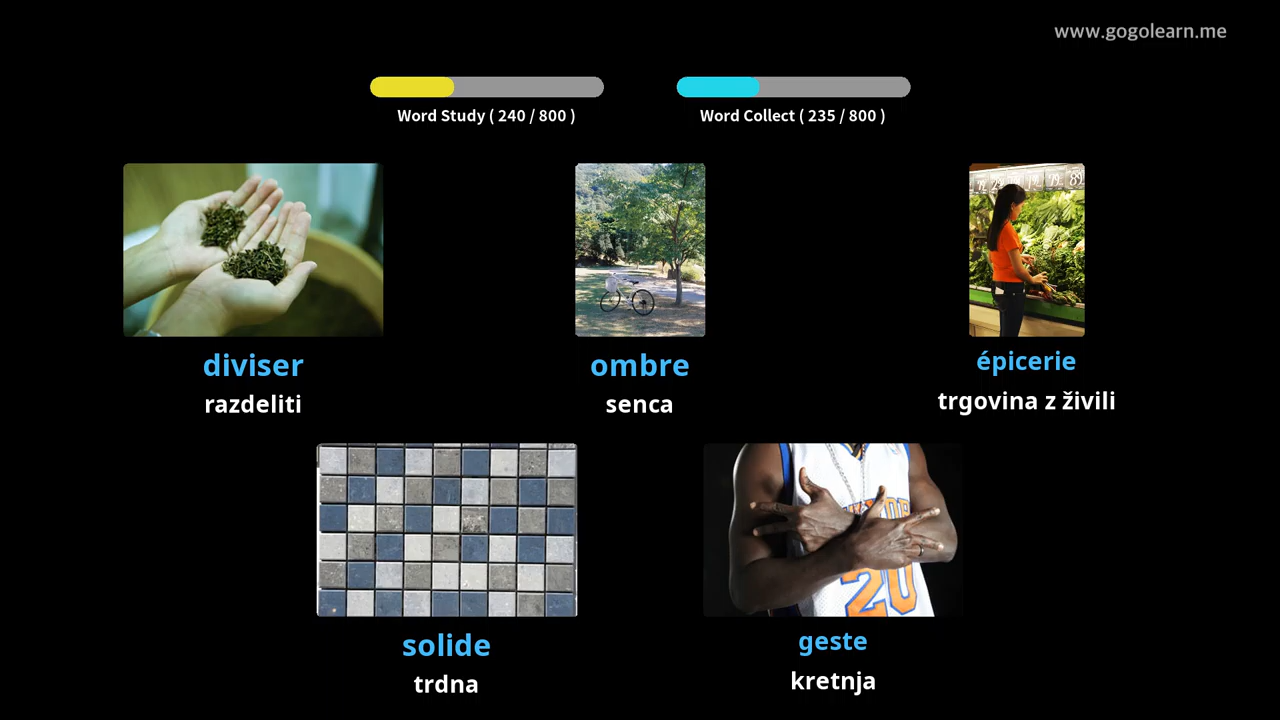 www.gogolearn.me
Word Study ( 240 / 800 )
Word Collect ( 235 / 800 )
diviser
razdeliti
ombre
senca
épicerie
trgovina z živili
solide
trdna
geste
kretnja
20